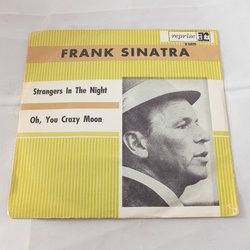 reprise
FRANK SINATRA
Strangers In The Night
Oh, You Crazy Moon